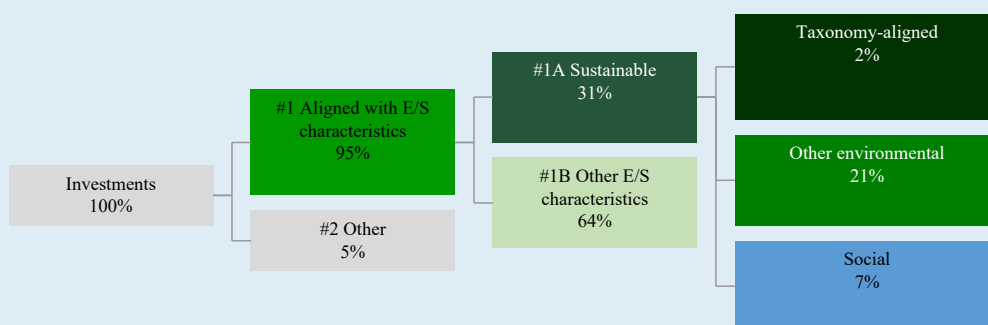 Investments
100%
#1 Aligned with E/S
characteristics
95%
#2 Other
5%
#1A Sustainable
31%
#1B Other E/S
characteristics
64%
Taxonomy-aligned
2%
Other environmental
21%
Social
7%